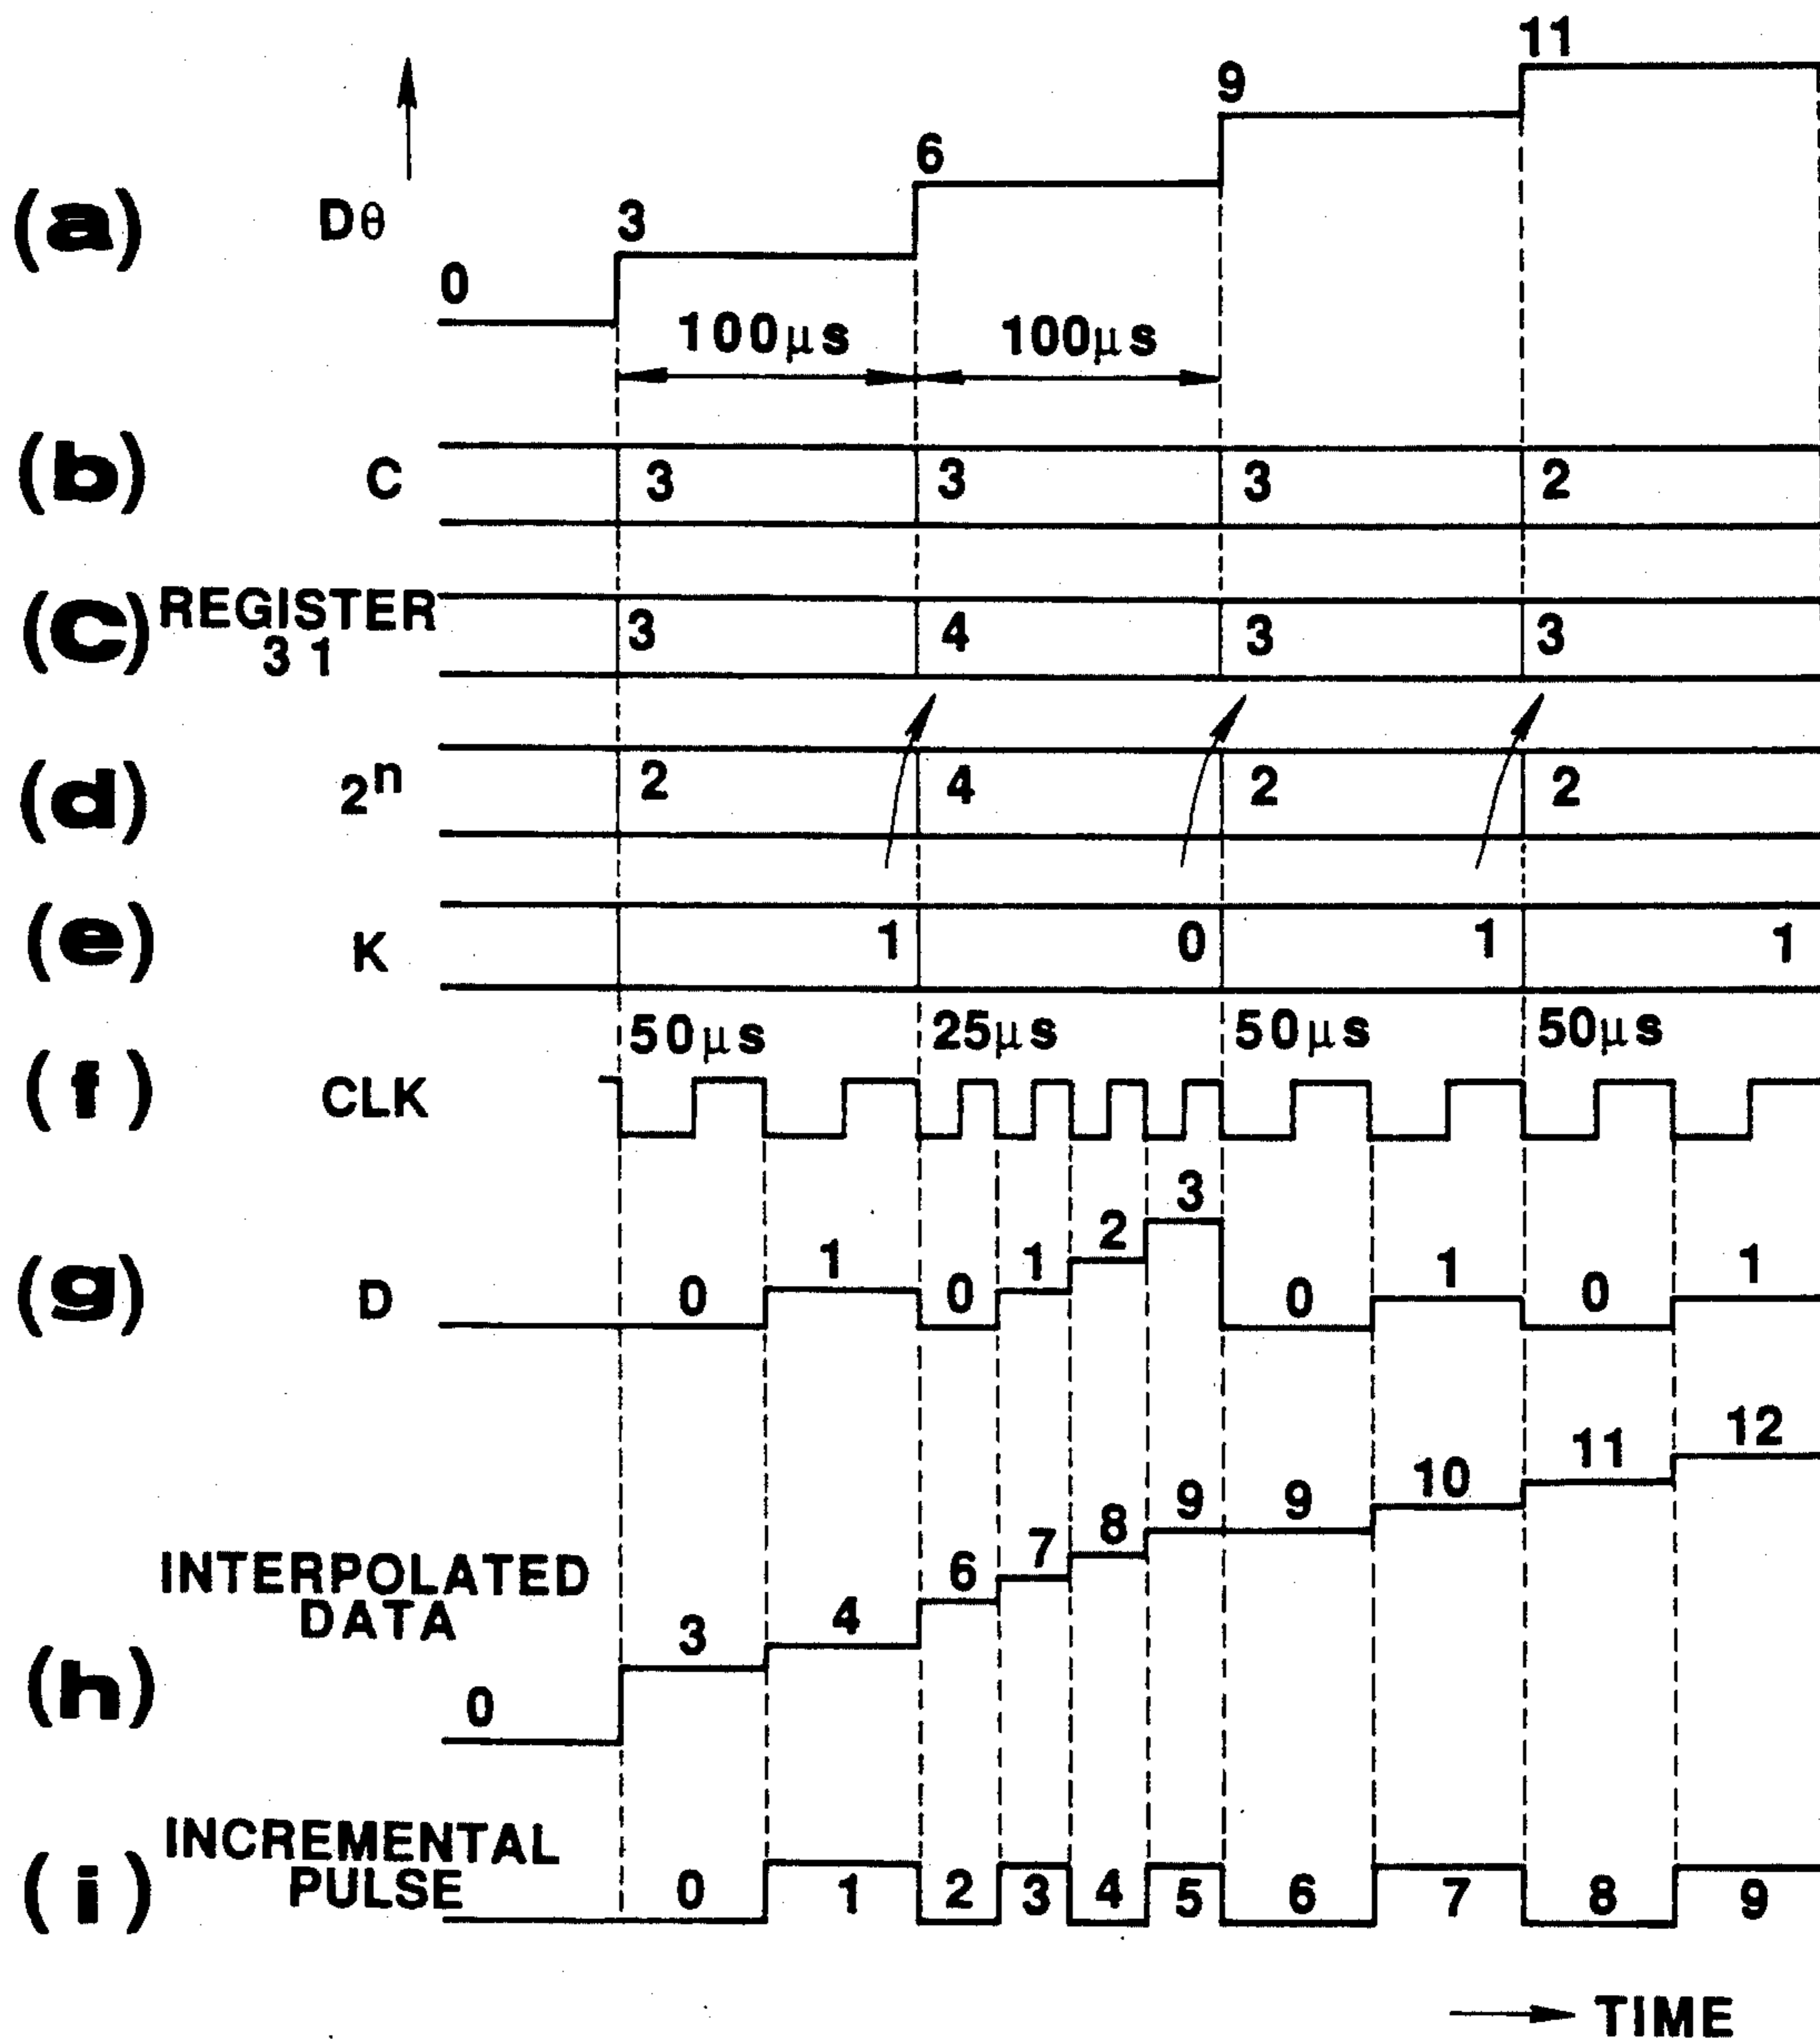 11
9
6
(a) Dθ 3
0
100μs 100μs
(b) C 3 3 3 2
(C) REGISTER 31 3 4 3 3
(d) 2ⁿ 2 4 2 2
(e) K 1 0 1 1
50μs 25μs 50μs 50μs
(f) CLK
(g) D 0 1 0 1 2 3 0 1 0 1
INTERPOLATED
DATA
(h) 0 3 4 6 7 8 9 9 10 11 12
INCREMENTAL
PULSE
(i) 0 1 2 3 4 5 6 7 8 9
TIME